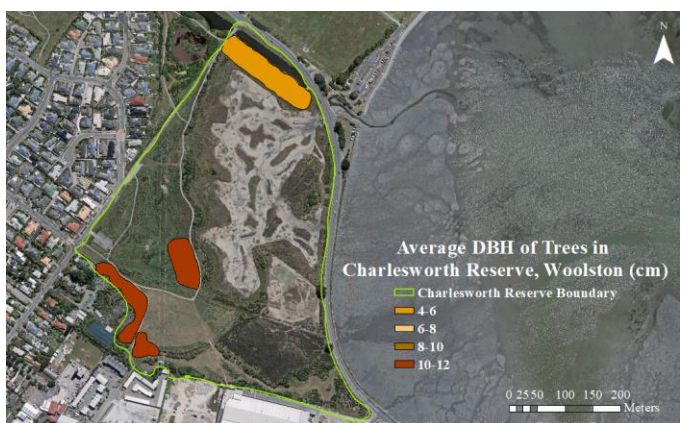 N
Average DBH of Trees in
Charlesworth Reserve, Woolston (cm)
Charlesworth Reserve Boundary
4-6
6-8
8-10
10-12
0 25 50 100 150 200
Meters